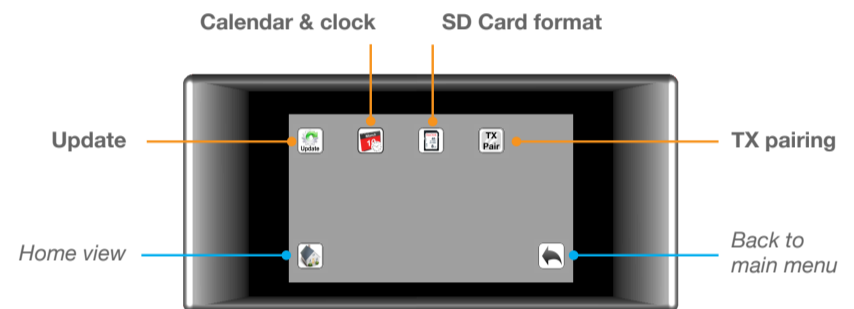 Calendar & clock
SD Card format
Update
Update
TX
Pair
TX pairing
Home view
Back to
main menu